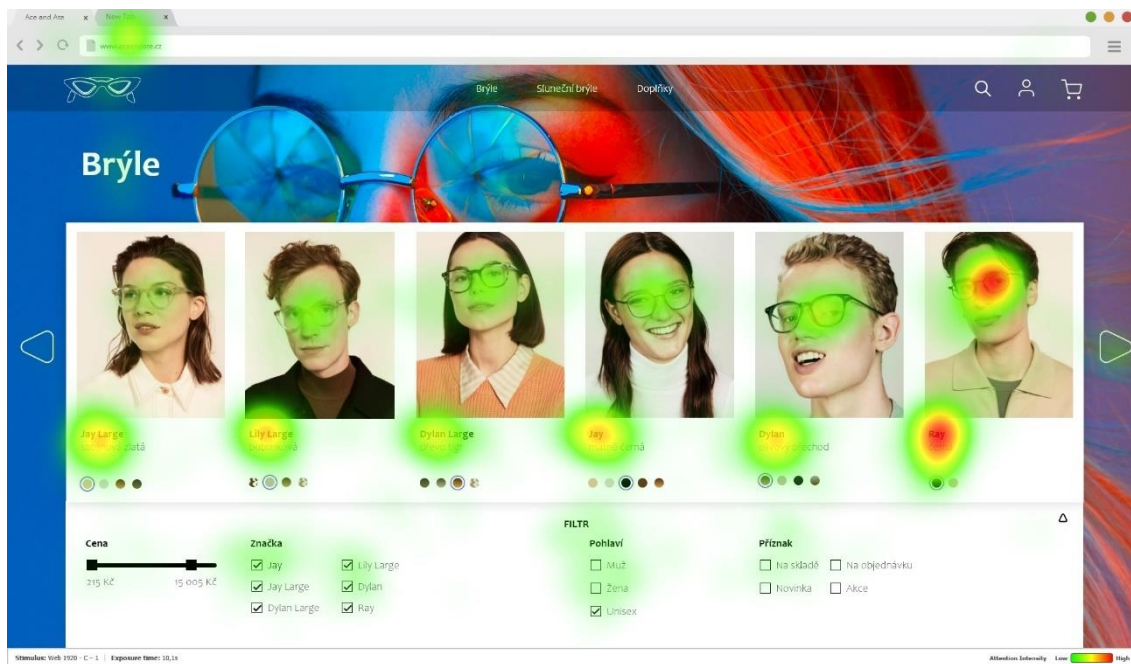 Ace and Ate x New Tab x
Brýle Sluneční brýle Doplňky
Brýle
Jay Large
Lily Large
Dylan Large
Jay
Dylan
Ray
FILTR
Cena
215 Kč 15 005 Kč
Značka
Jay Lily Large
Jay Large Dylan
Dylan Large Ray
Pohlaví
Muž
Žena
Unisex
Příznak
Na skladě Na objednávku
Novinka Akce
Stimulus: Web 1920 - C - 1 | Exposure time: 10,1s
Attention Intensity Low High